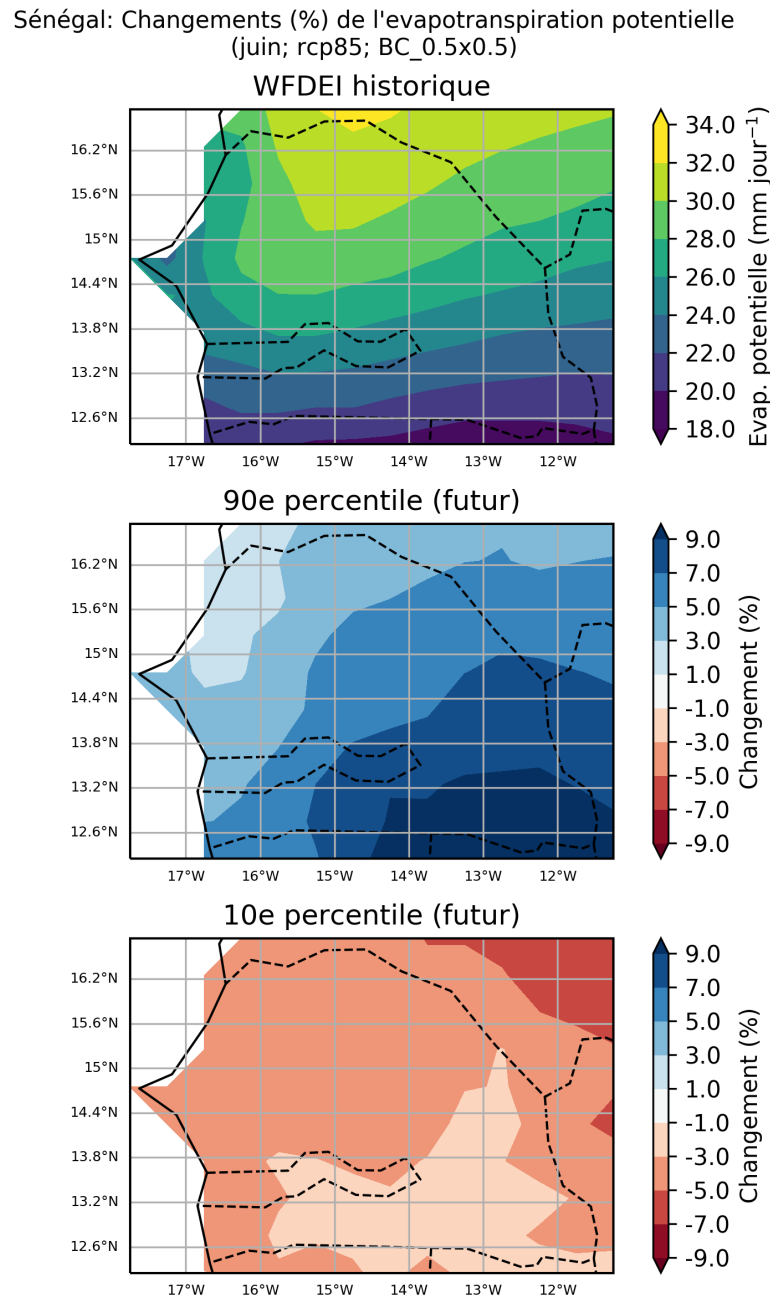 Sénégal: Changements (%) de l'evapotranspiration potentielle
(juin; rcp85; BC_0.5x0.5)
WFDEI historique
16.2°N
15.6°N
15°N
14.4°N
13.8°N
13.2°N
12.6°N
17°W 16°W 15°W 14°W 13°W 12°W
34.0
32.0
30.0
28.0
26.0
24.0
22.0
20.0
18.0
Evap. potentielle (mm jour⁻¹)
90e percentile (futur)
16.2°N
15.6°N
15°N
14.4°N
13.8°N
13.2°N
12.6°N
17°W 16°W 15°W 14°W 13°W 12°W
9.0
7.0
5.0
3.0
1.0
-1.0
-3.0
-5.0
-7.0
-9.0
Changement (%)
10e percentile (futur)
16.2°N
15.6°N
15°N
14.4°N
13.8°N
13.2°N
12.6°N
17°W 16°W 15°W 14°W 13°W 12°W
9.0
7.0
5.0
3.0
1.0
-1.0
-3.0
-5.0
-7.0
-9.0
Changement (%)